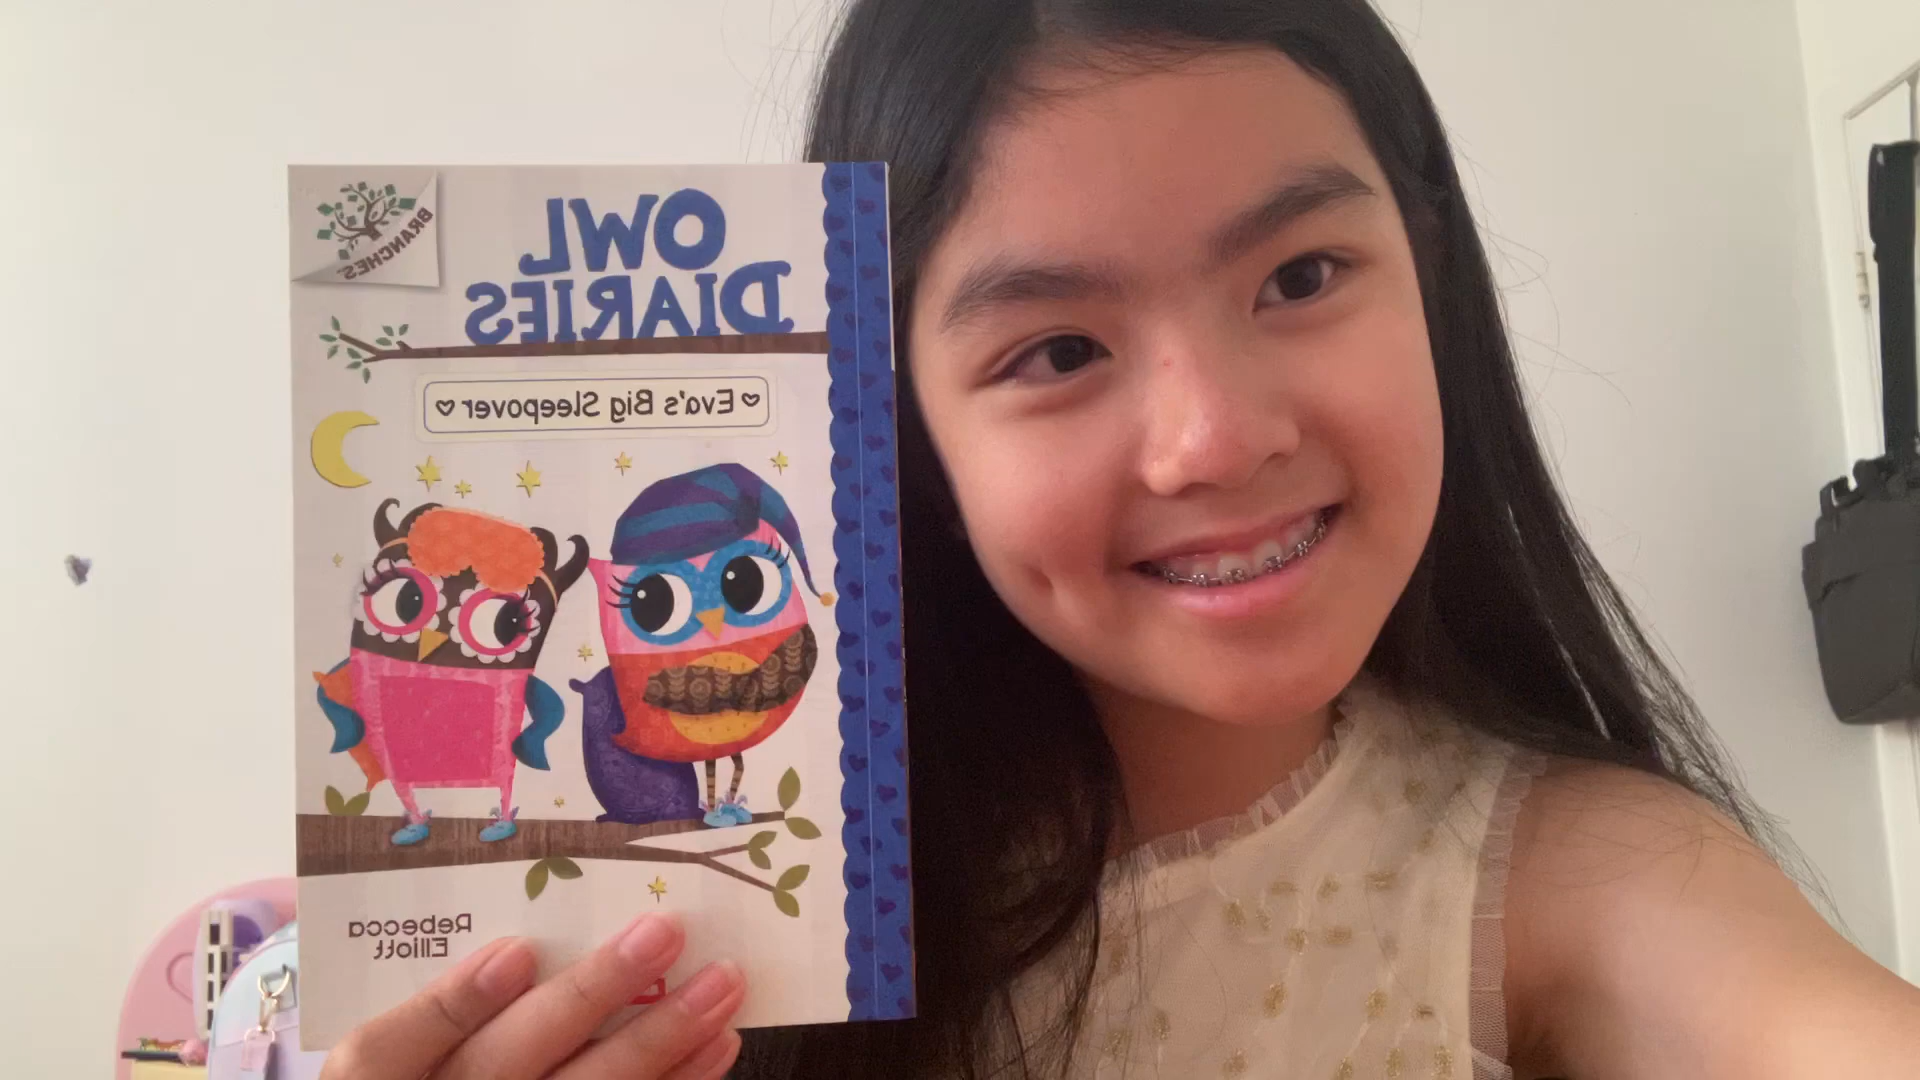 BRANCHES
OWL
DIARIES
Eva's Big Sleepover
Rebecca
Elliott